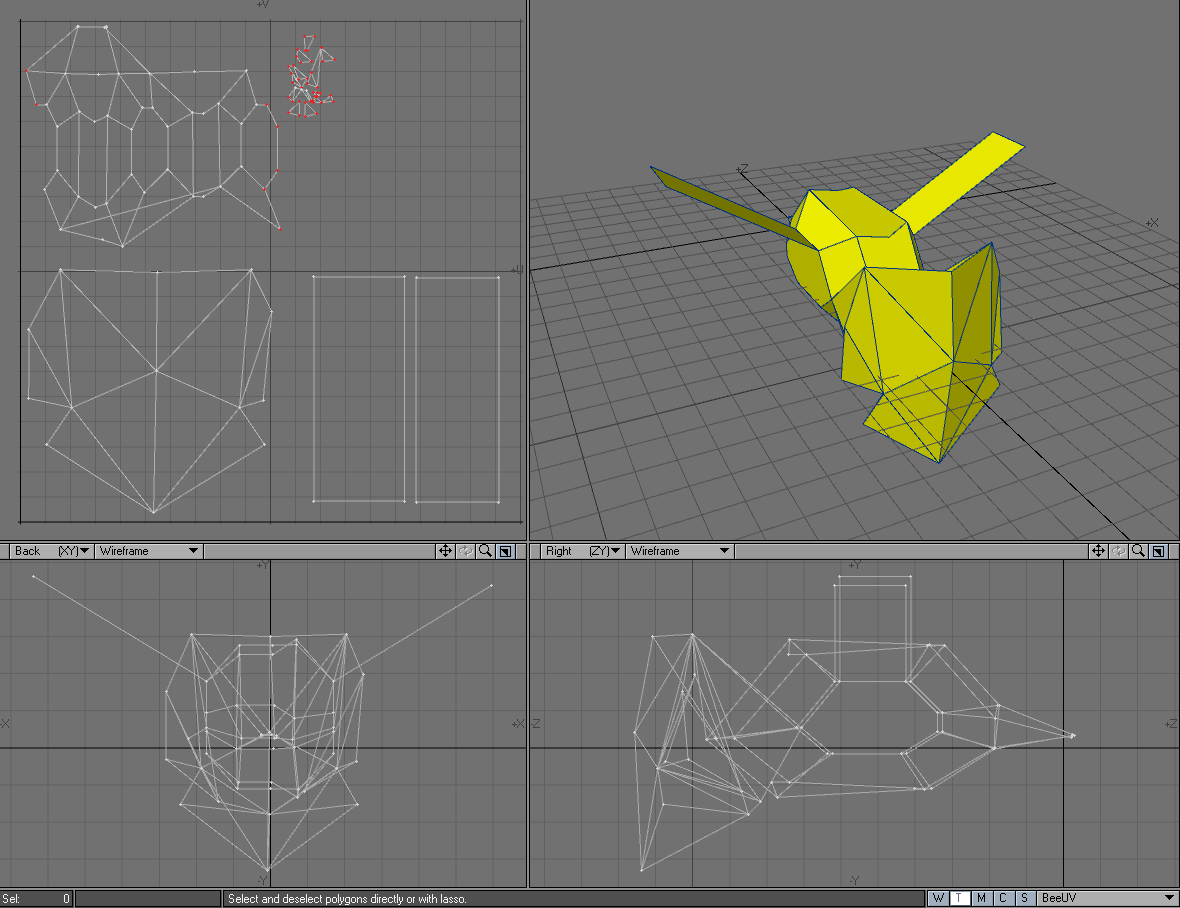 +V
+U
Z
+X
Back (XY) Wireframe
Right (ZY) Wireframe
+Y
+Y
-X
+X
-Z
+Z
-Y
-Y
Sel: 0
Select and deselect polygons directly or with lasso.
W T M C S BeeUV